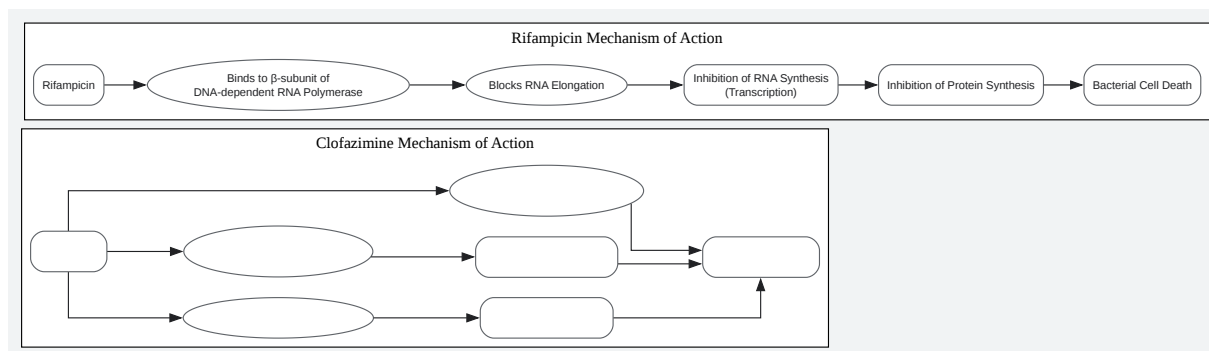 Rifampicin Mechanism of Action
Rifampicin
Binds to β-subunit of
DNA-dependent RNA Polymerase
Blocks RNA Elongation
Inhibition of RNA Synthesis
(Transcription)
Inhibition of Protein Synthesis
Bacterial Cell Death
Clofazimine Mechanism of Action